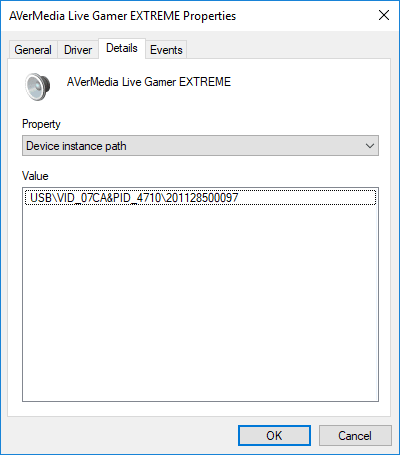 AVerMedia Live Gamer EXTREME Properties
General
Driver
Details
Events
AVerMedia Live Gamer EXTREME
Property
Device instance path
Value
USB\VID_07CA&PID_4710\201128500097
OK
Cancel